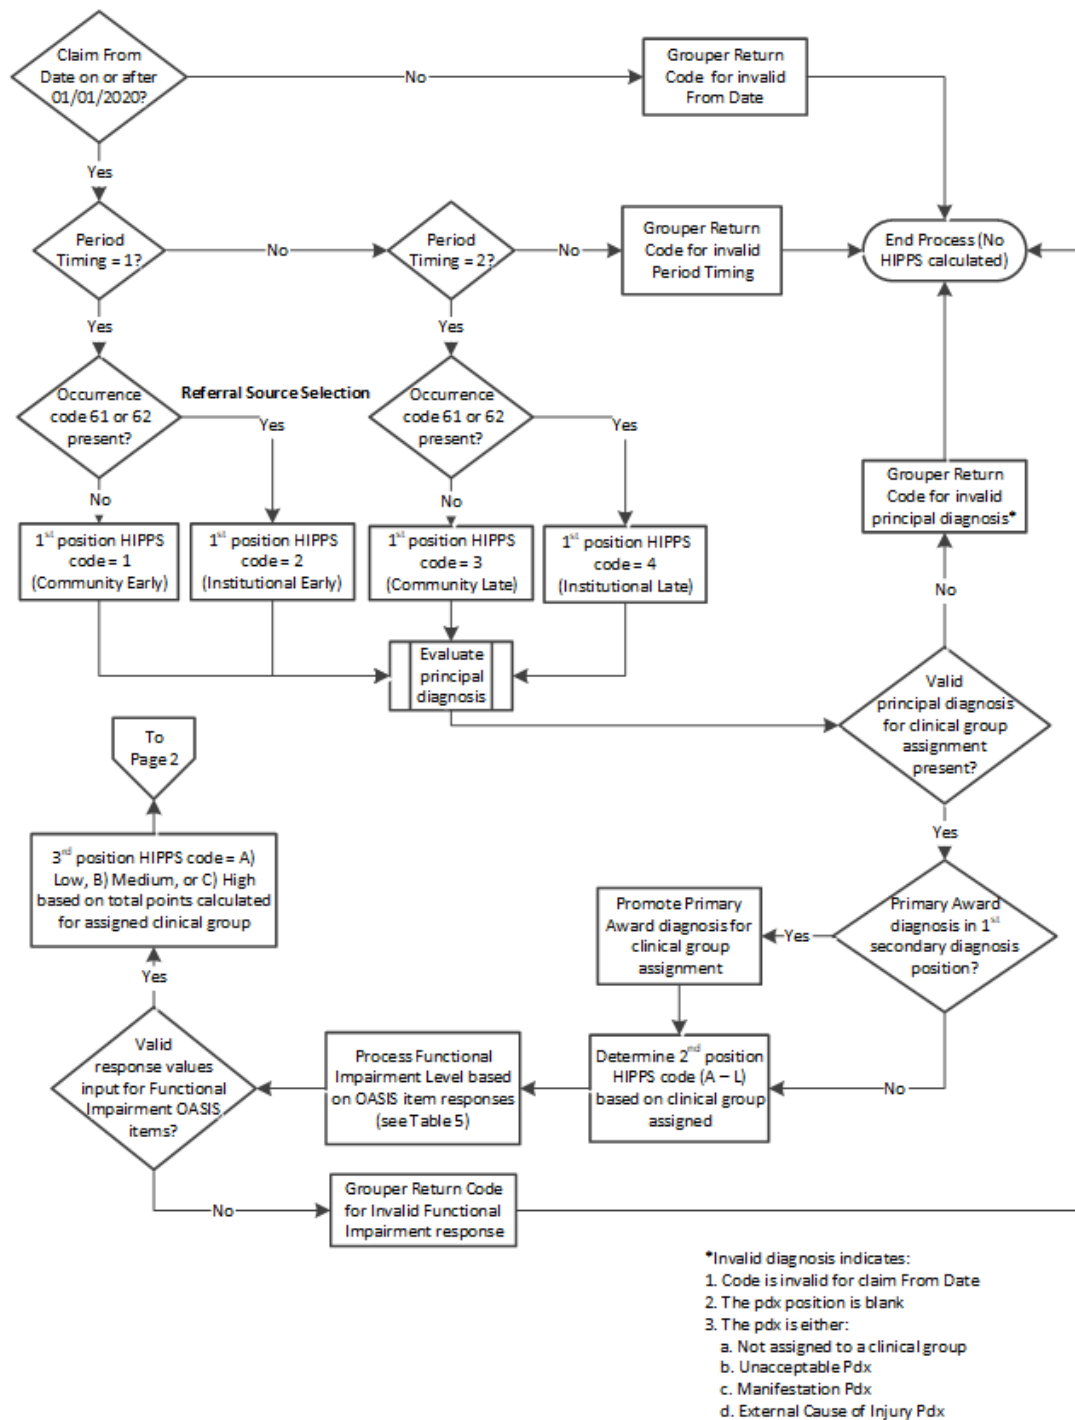 Claim From
Date on or after
01/01/2020?
No
Grouper Return
Code for invalid
From Date
Yes
Period
Timing = 1?
No
Period
Timing = 2?
No
Grouper Return
Code for invalid
Period Timing
End Process (No
HIPPS calculated)
Yes
Yes
Occurrence
code 61 or 62
present?
Referral Source Selection
Yes
Occurrence
code 61 or 62
present?
Yes
No
No
Grouper Return
Code for invalid
principal diagnosis*
1st position HIPPS
code = 1
(Community Early)
1st position HIPPS
code = 2
(Institutional Early)
1st position HIPPS
code = 3
(Community Late)
1st position HIPPS
code = 4
(Institutional Late)
No
Evaluate
principal
diagnosis
Valid
principal diagnosis
for clinical group
assignment
present?
To
Page 2
Yes
3rd position HIPPS code = A)
Low, B) Medium, or C) High
based on total points calculated
for assigned clinical group
Promote Primary
Award diagnosis for
clinical group
assignment
Yes
Primary Award
diagnosis in 1st
secondary diagnosis
position?
Yes
Valid
response values
input for Functional
Impairment OASIS
items?
Process Functional
Impairment Level based
on OASIS item responses
(see Table 5)
Determine 2nd position
HIPPS code (A – L)
based on clinical group
assigned
No
No
Grouper Return Code
for Invalid Functional
Impairment response
*Invalid diagnosis indicates:
1. Code is invalid for claim From Date
2. The pdx position is blank
3. The pdx is either:
a. Not assigned to a clinical group
b. Unacceptable Pdx
c. Manifestation Pdx
d. External Cause of Injury Pdx